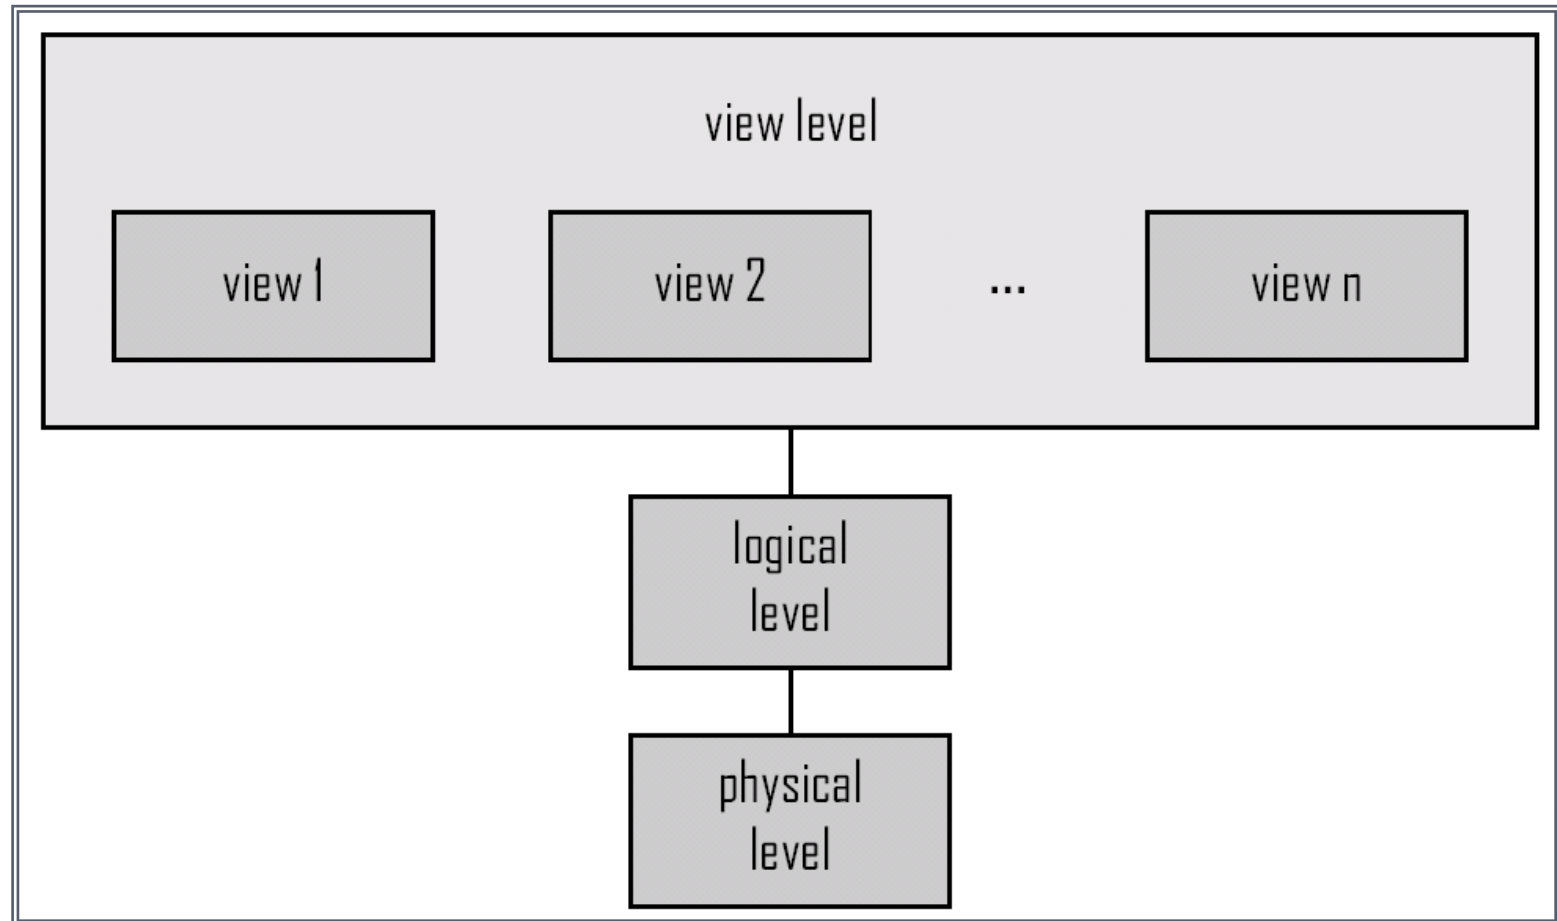 view level
view 1
view 2
...
view n
logical
level
physical
level